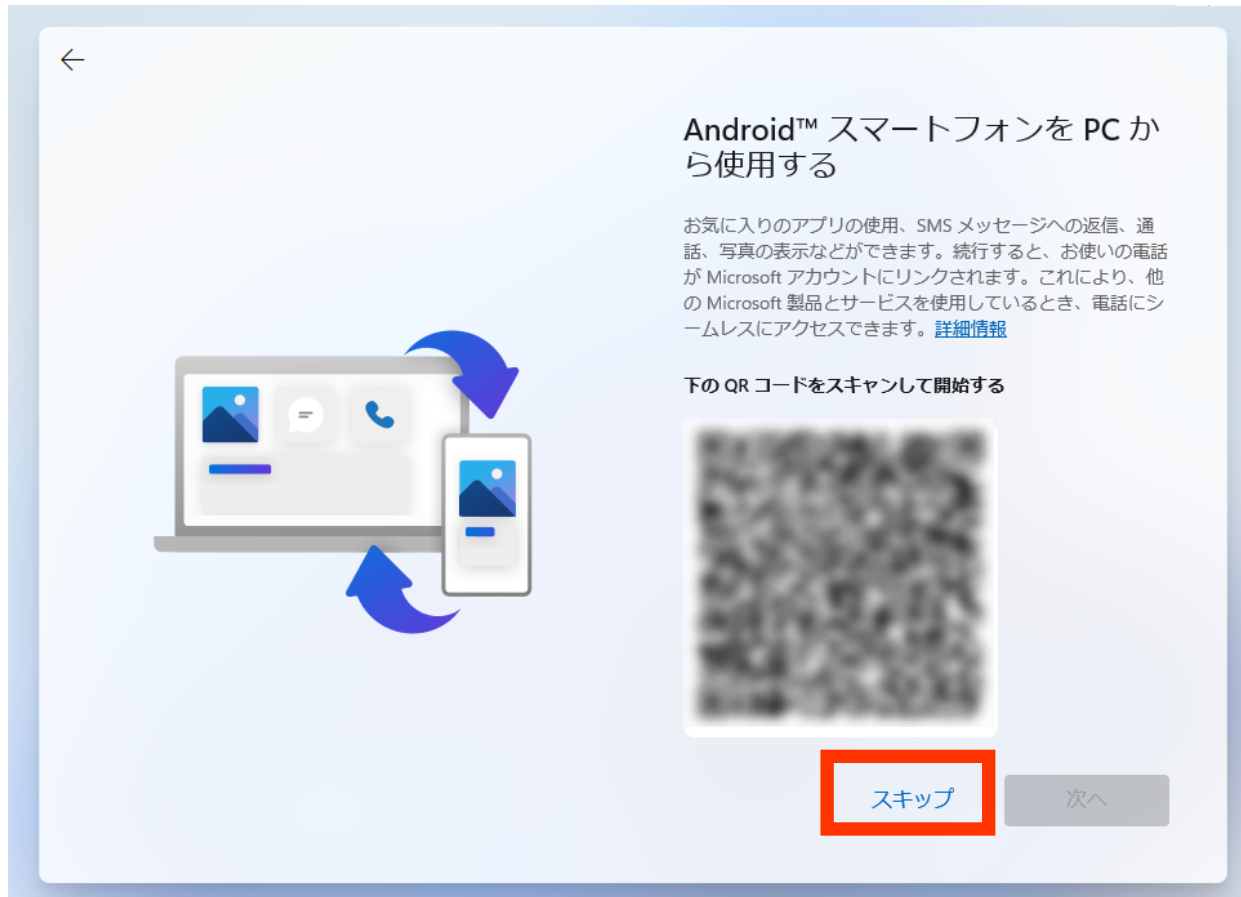 Android™ スマートフォンを PC か
ら使用する
お気に入りのアプリの使用、SMS メッセージへの返信、通
話、写真の表示などができます。続行すると、お使いの電話
が Microsoft アカウントにリンクされます。これにより、他
の Microsoft 製品とサービスを使用しているとき、電話にシ
ームレスにアクセスできます。詳細情報
下の QR コードをスキャンして開始する
スキップ
次へ